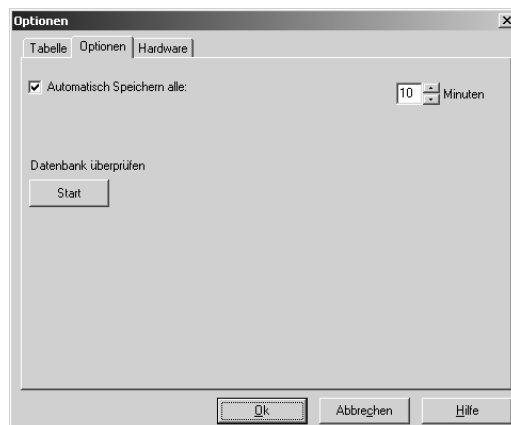 Optionen
Tabelle Optionen Hardware
Automatisch Speichern alle: 10 Minuten
Datenbank überprüfen
Start
Ok Abbrechen Hilfe